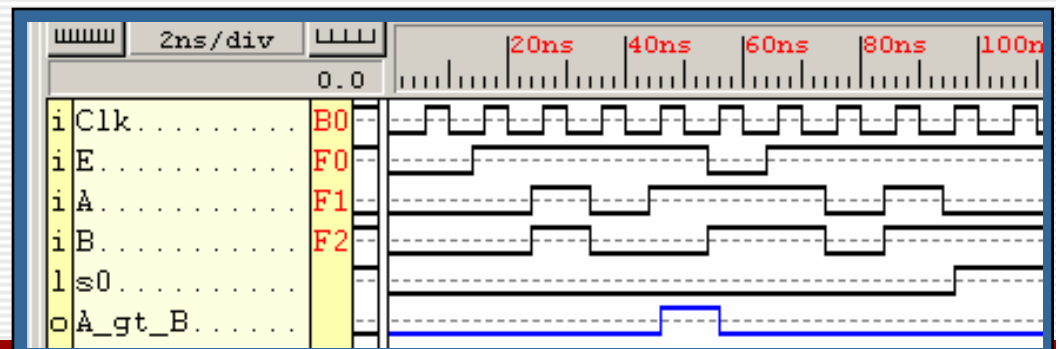 2ns/div 20ns 40ns 60ns 80ns 100n
0.0
i Clk.......... B0
i E............ F0
i A............ F1
i B............ F2
l s0...........
o A_gt_B......